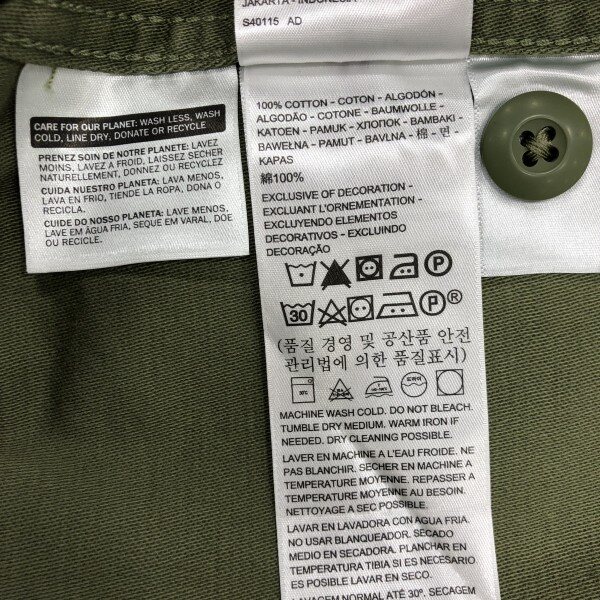 JAKARTA - INDONESIA
S40115 AD
CARE FOR OUR PLANET: WASH LESS, WASH
COLD, LINE DRY, DONATE OR RECYCLE
PRENEZ SOIN DE NOTRE PLANETE: LAVEZ
MOINS, LAVEZ A FROID, LAISSEZ SECHER
NATURELLEMENT, DONNEZ OU RECYCLEZ
CUIDA NUESTRO PLANETA: LAVA MENOS,
LAVA EN FRIO, TIENDE LA ROPA, DONA O
RECICLA.
CUIDE DO NOSSO PLANETA: LAVE MENOS,
LAVE EM ÁGUA FRIA, SEQUE EM VARAL, DOE
OU RECICLE.
100% COTTON - COTON - ALGODÓN -
ALGODÃO - COTONE - BAUMWOLLE -
KATOEN - PAMUK - ХЛОПОК - BAMBAKI -
BAWEŁNA - PAMUT - BAVLNA - 棉 - 면 -
KAPAS
綿100%
EXCLUSIVE OF DECORATION -
EXCLUANT L'ORNEMENTATION -
EXCLUYENDO ELEMENTOS
DECORATIVOS - EXCLUINDO
DECORAÇÃO
P
30 P ®
(품질 경영 및 공산품 안전
관리법에 의한 품질표시)
MACHINE WASH COLD. DO NOT BLEACH.
TUMBLE DRY MEDIUM. WARM IRON IF
NEEDED. DRY CLEANING POSSIBLE.
LAVER EN MACHINE A L'EAU FROIDE. NE
PAS BLANCHIR. SECHER EN MACHINE A
TEMPERATURE MOYENNE. REPASSER A
TEMPERATURE MOYENNE AU BESOIN.
NETTOYAGE A SEC POSSIBLE.
LAVAR EN LAVADORA CON AGUA FRIA.
NO USAR BLANQUEADOR. SECADO
MEDIO EN SECADORA. PLANCHAR EN
TEMPERATURA TIBIA SI ES NECESARIO
ES POSIBLE LAVAR EN SECO.
LAVAGEM NORMAL ATÉ 30°. SECAGEM